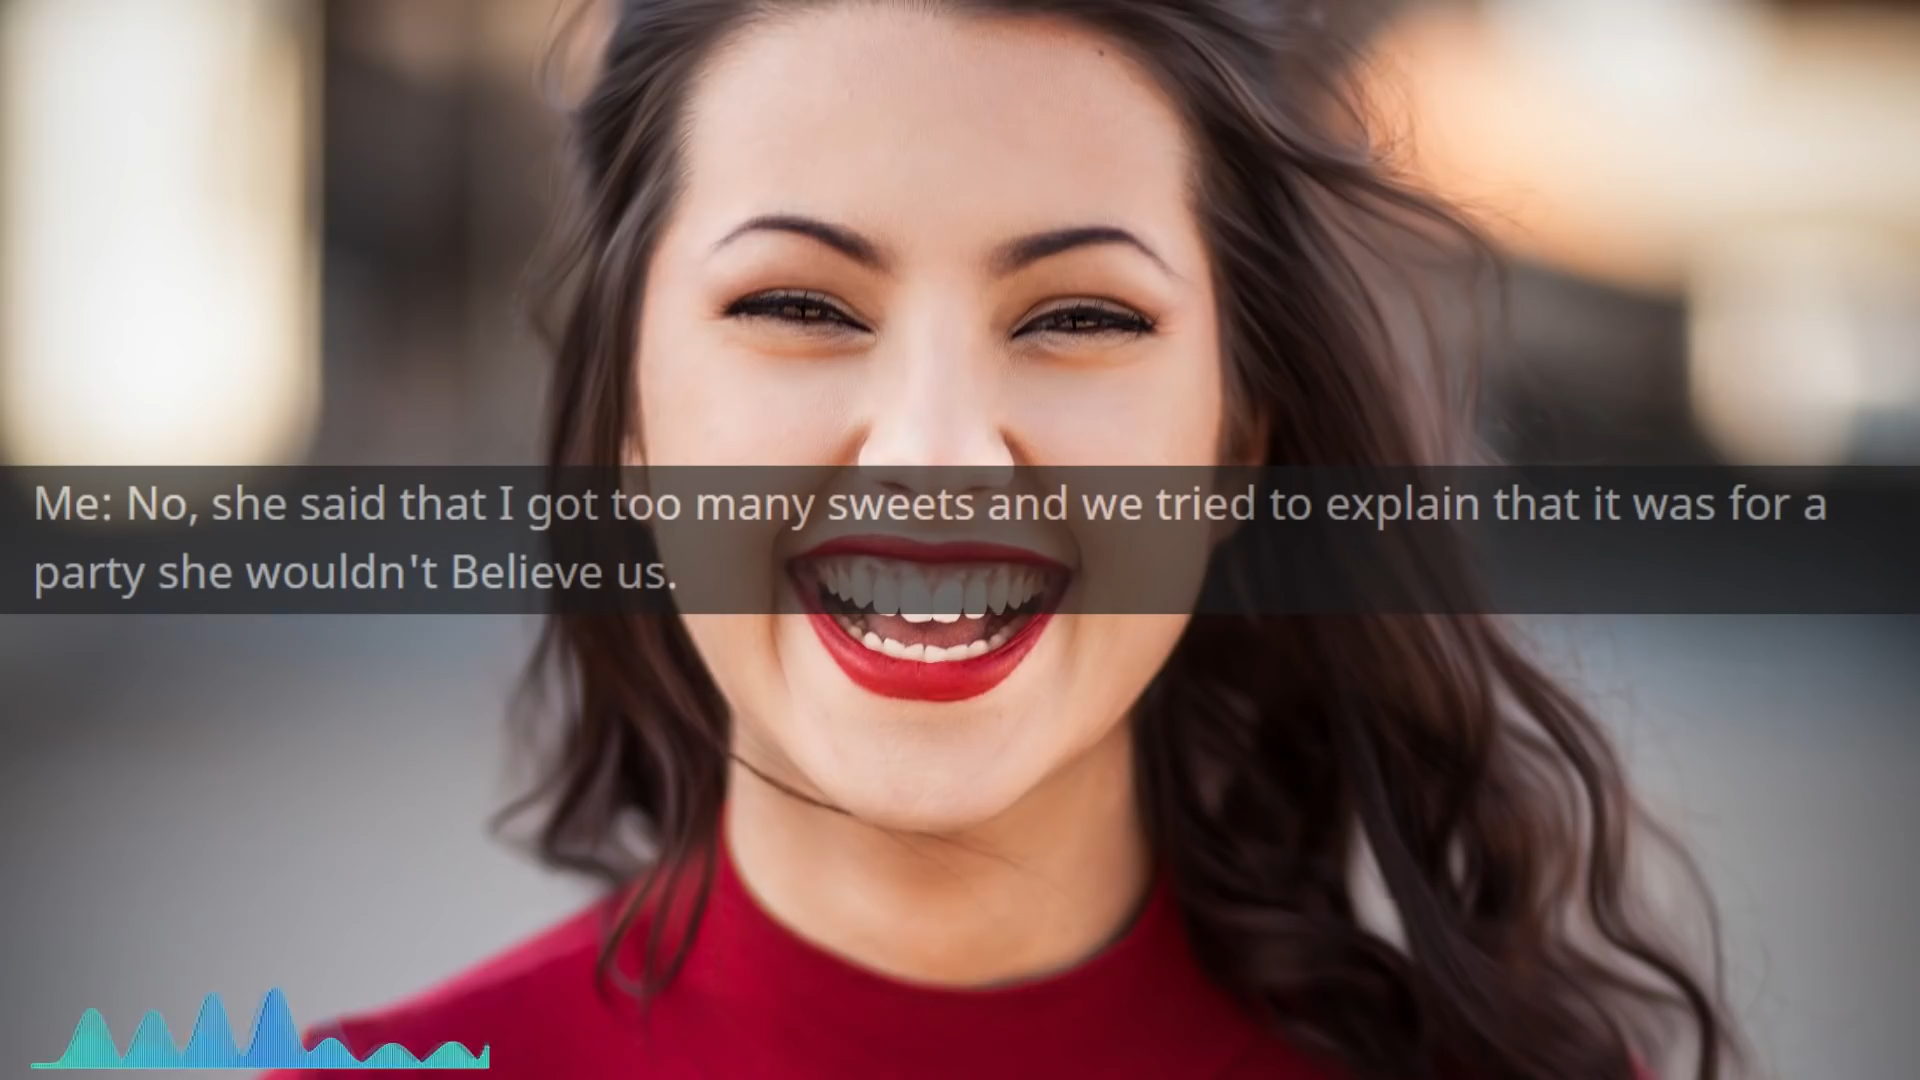 Me: No, she said that I got too many sweets and we tried to explain that it was for a
party she wouldn't Believe us.